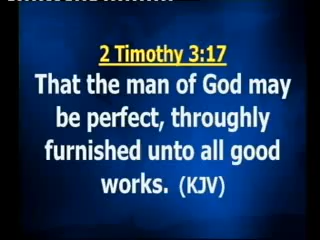 2 Timothy 3:17
That the man of God may
be perfect, throughly
furnished unto all good
works. (KJV)